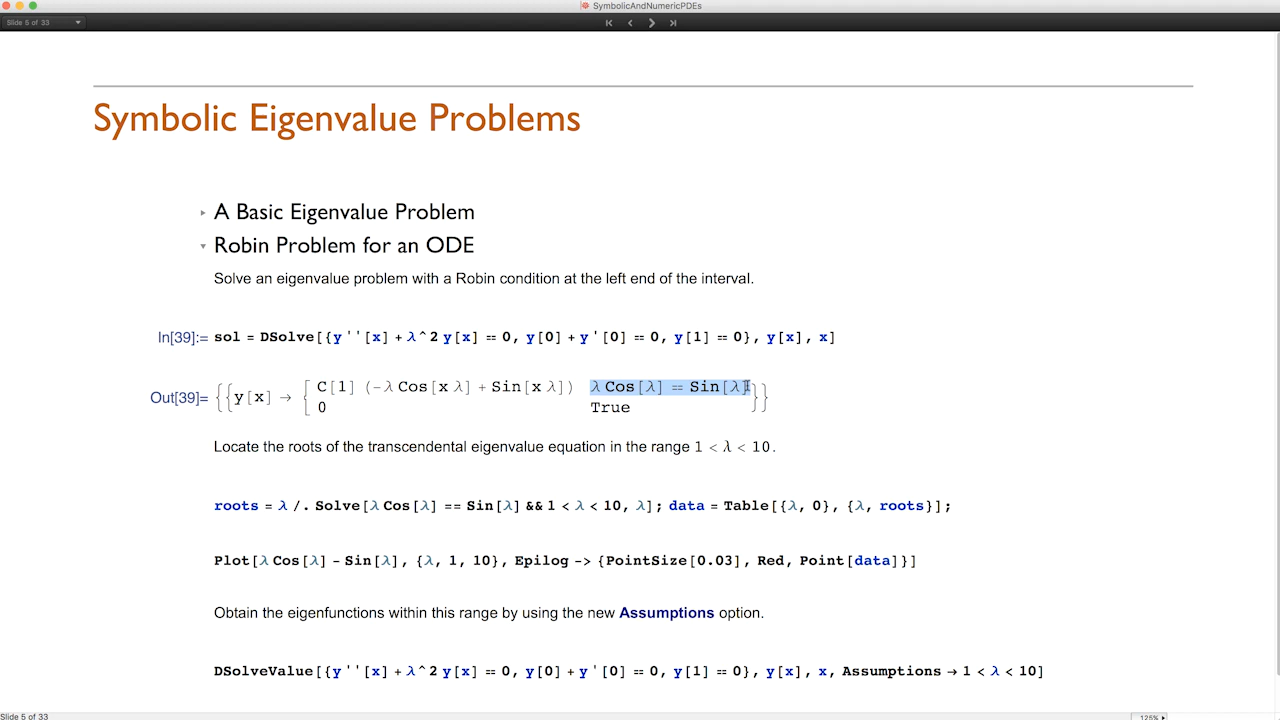 SymbolicAndNumericPDEs
Slide 5 of 33
Symbolic Eigenvalue Problems
A Basic Eigenvalue Problem
Robin Problem for an ODE
Solve an eigenvalue problem with a Robin condition at the left end of the interval.
In[39]:= sol = DSolve[{y''[x] + λ^2 y[x] == 0, y[0] + y'[0] == 0, y[1] == 0}, y[x], x]
Out[39]= {{y[x] → { C[1] (-λ Cos[x λ] + Sin[x λ]) λ Cos[λ] == Sin[λ] }}
0 True
Locate the roots of the transcendental eigenvalue equation in the range 1 < λ < 10.
roots = λ /. Solve[λ Cos[λ] == Sin[λ] && 1 < λ < 10, λ]; data = Table[{λ, 0}, {λ, roots}];
Plot[λ Cos[λ] - Sin[λ], {λ, 1, 10}, Epilog -> {PointSize[0.03], Red, Point[data]}]
Obtain the eigenfunctions within this range by using the new Assumptions option.
DSolveValue[{y''[x] + λ^2 y[x] == 0, y[0] + y'[0] == 0, y[1] == 0}, y[x], x, Assumptions → 1 < λ < 10]
Slide 5 of 33
125%